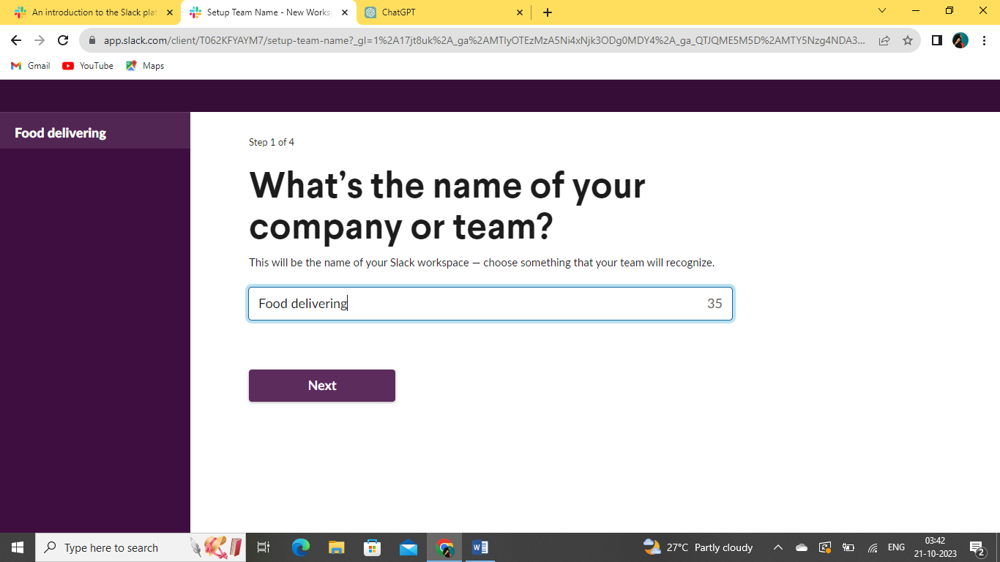 An introduction to the Slack plat
Setup Team Name - New Works
ChatGPT
app.slack.com/client/T062KFYAYM7/setup-team-name?_gl=1%2A17jt8uk%2A_ga%2AMTIyOTEzMzA5Ni4xNjk3ODg0MDY4%2A_ga_QTJQME5M5D%2AMTY5Nzg4NDA3...
Gmail
YouTube
Maps
Food delivering
Step 1 of 4
What's the name of your
company or team?
This will be the name of your Slack workspace — choose something that your team will recognize.
Food delivering 35
Next
Type here to search
27°C Partly cloudy
ENG
03:42
21-10-2023
2